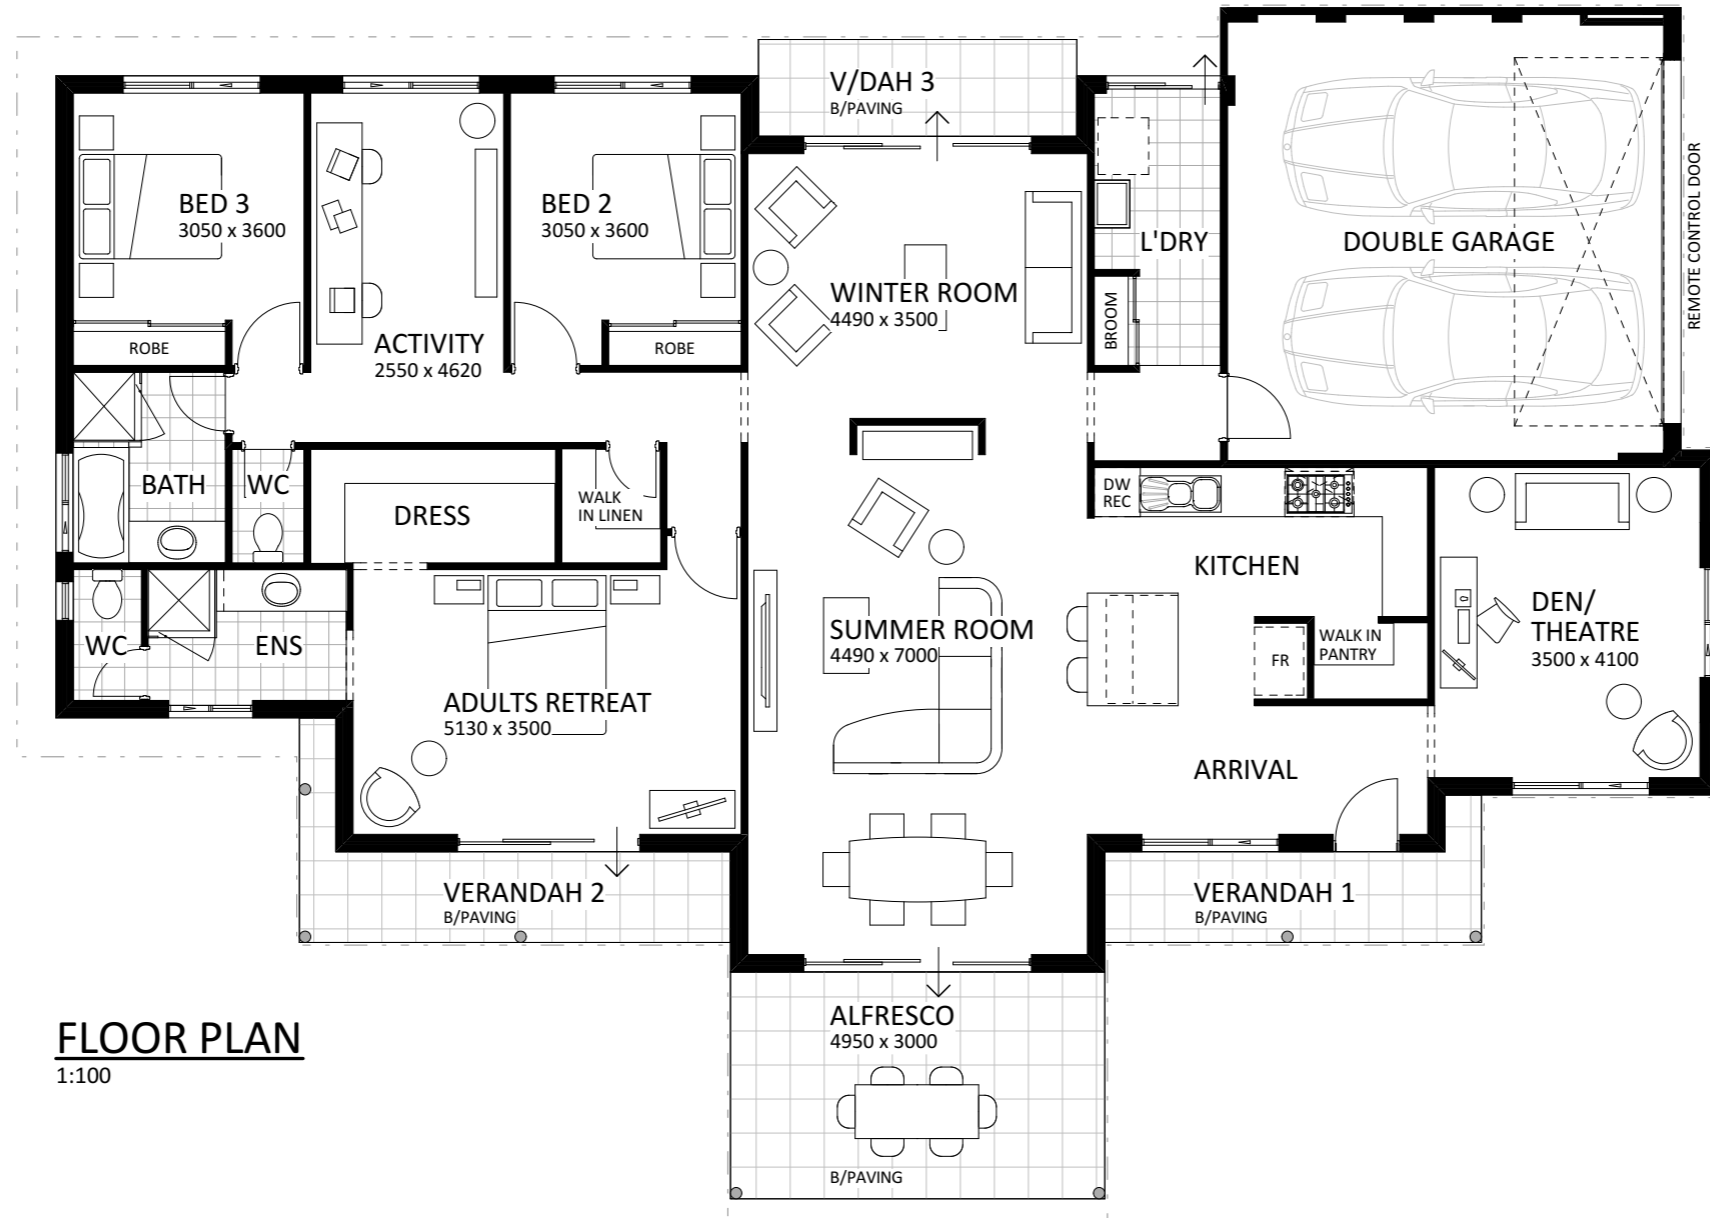 V/DAH 3
B/PAVING
BED 3
3050 x 3600
BED 2
3050 x 3600
L'DRY
DOUBLE GARAGE
REMOTE CONTROL DOOR
WINTER ROOM
4490 x 3500
BROOM
ROBE
ACTIVITY
2550 x 4620
ROBE
BATH
WC
DRESS
WALK
IN LINEN
DW
REC
KITCHEN
WC
ENS
SUMMER ROOM
4490 x 7000
FR
WALK IN
PANTRY
DEN/
THEATRE
3500 x 4100
ADULTS RETREAT
5130 x 3500
ARRIVAL
VERANDAH 2
B/PAVING
VERANDAH 1
B/PAVING
ALFRESCO
4950 x 3000
B/PAVING
FLOOR PLAN
1:100